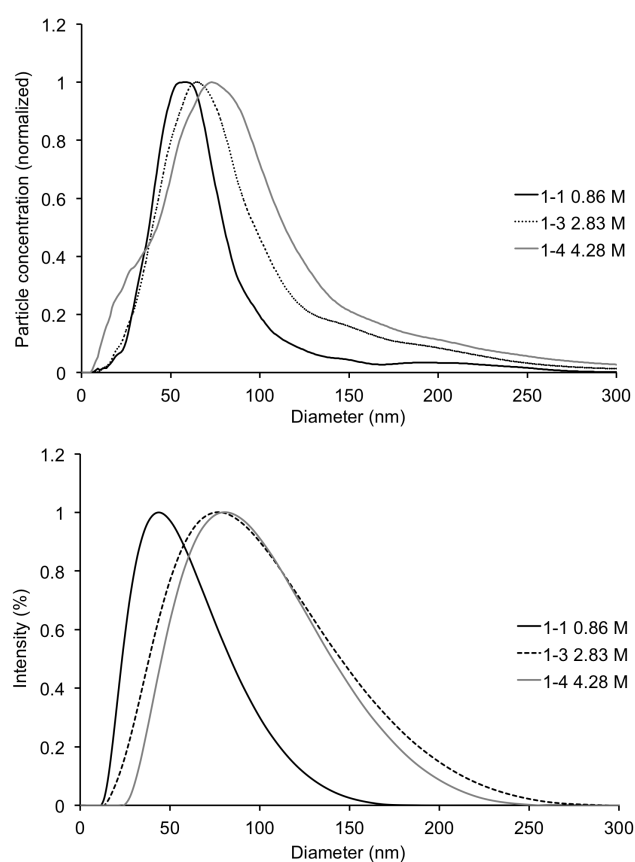 1.2
1
0.8
0.6
0.4
0.2
0
Particle concentration (normalized)
1-1 0.86 M
1-3 2.83 M
1-4 4.28 M
0 50 100 150 200 250 300
Diameter (nm)
1.2
1
0.8
0.6
0.4
0.2
0
Intensity (%)
1-1 0.86 M
1-3 2.83 M
1-4 4.28 M
0 50 100 150 200 250 300
Diameter (nm)